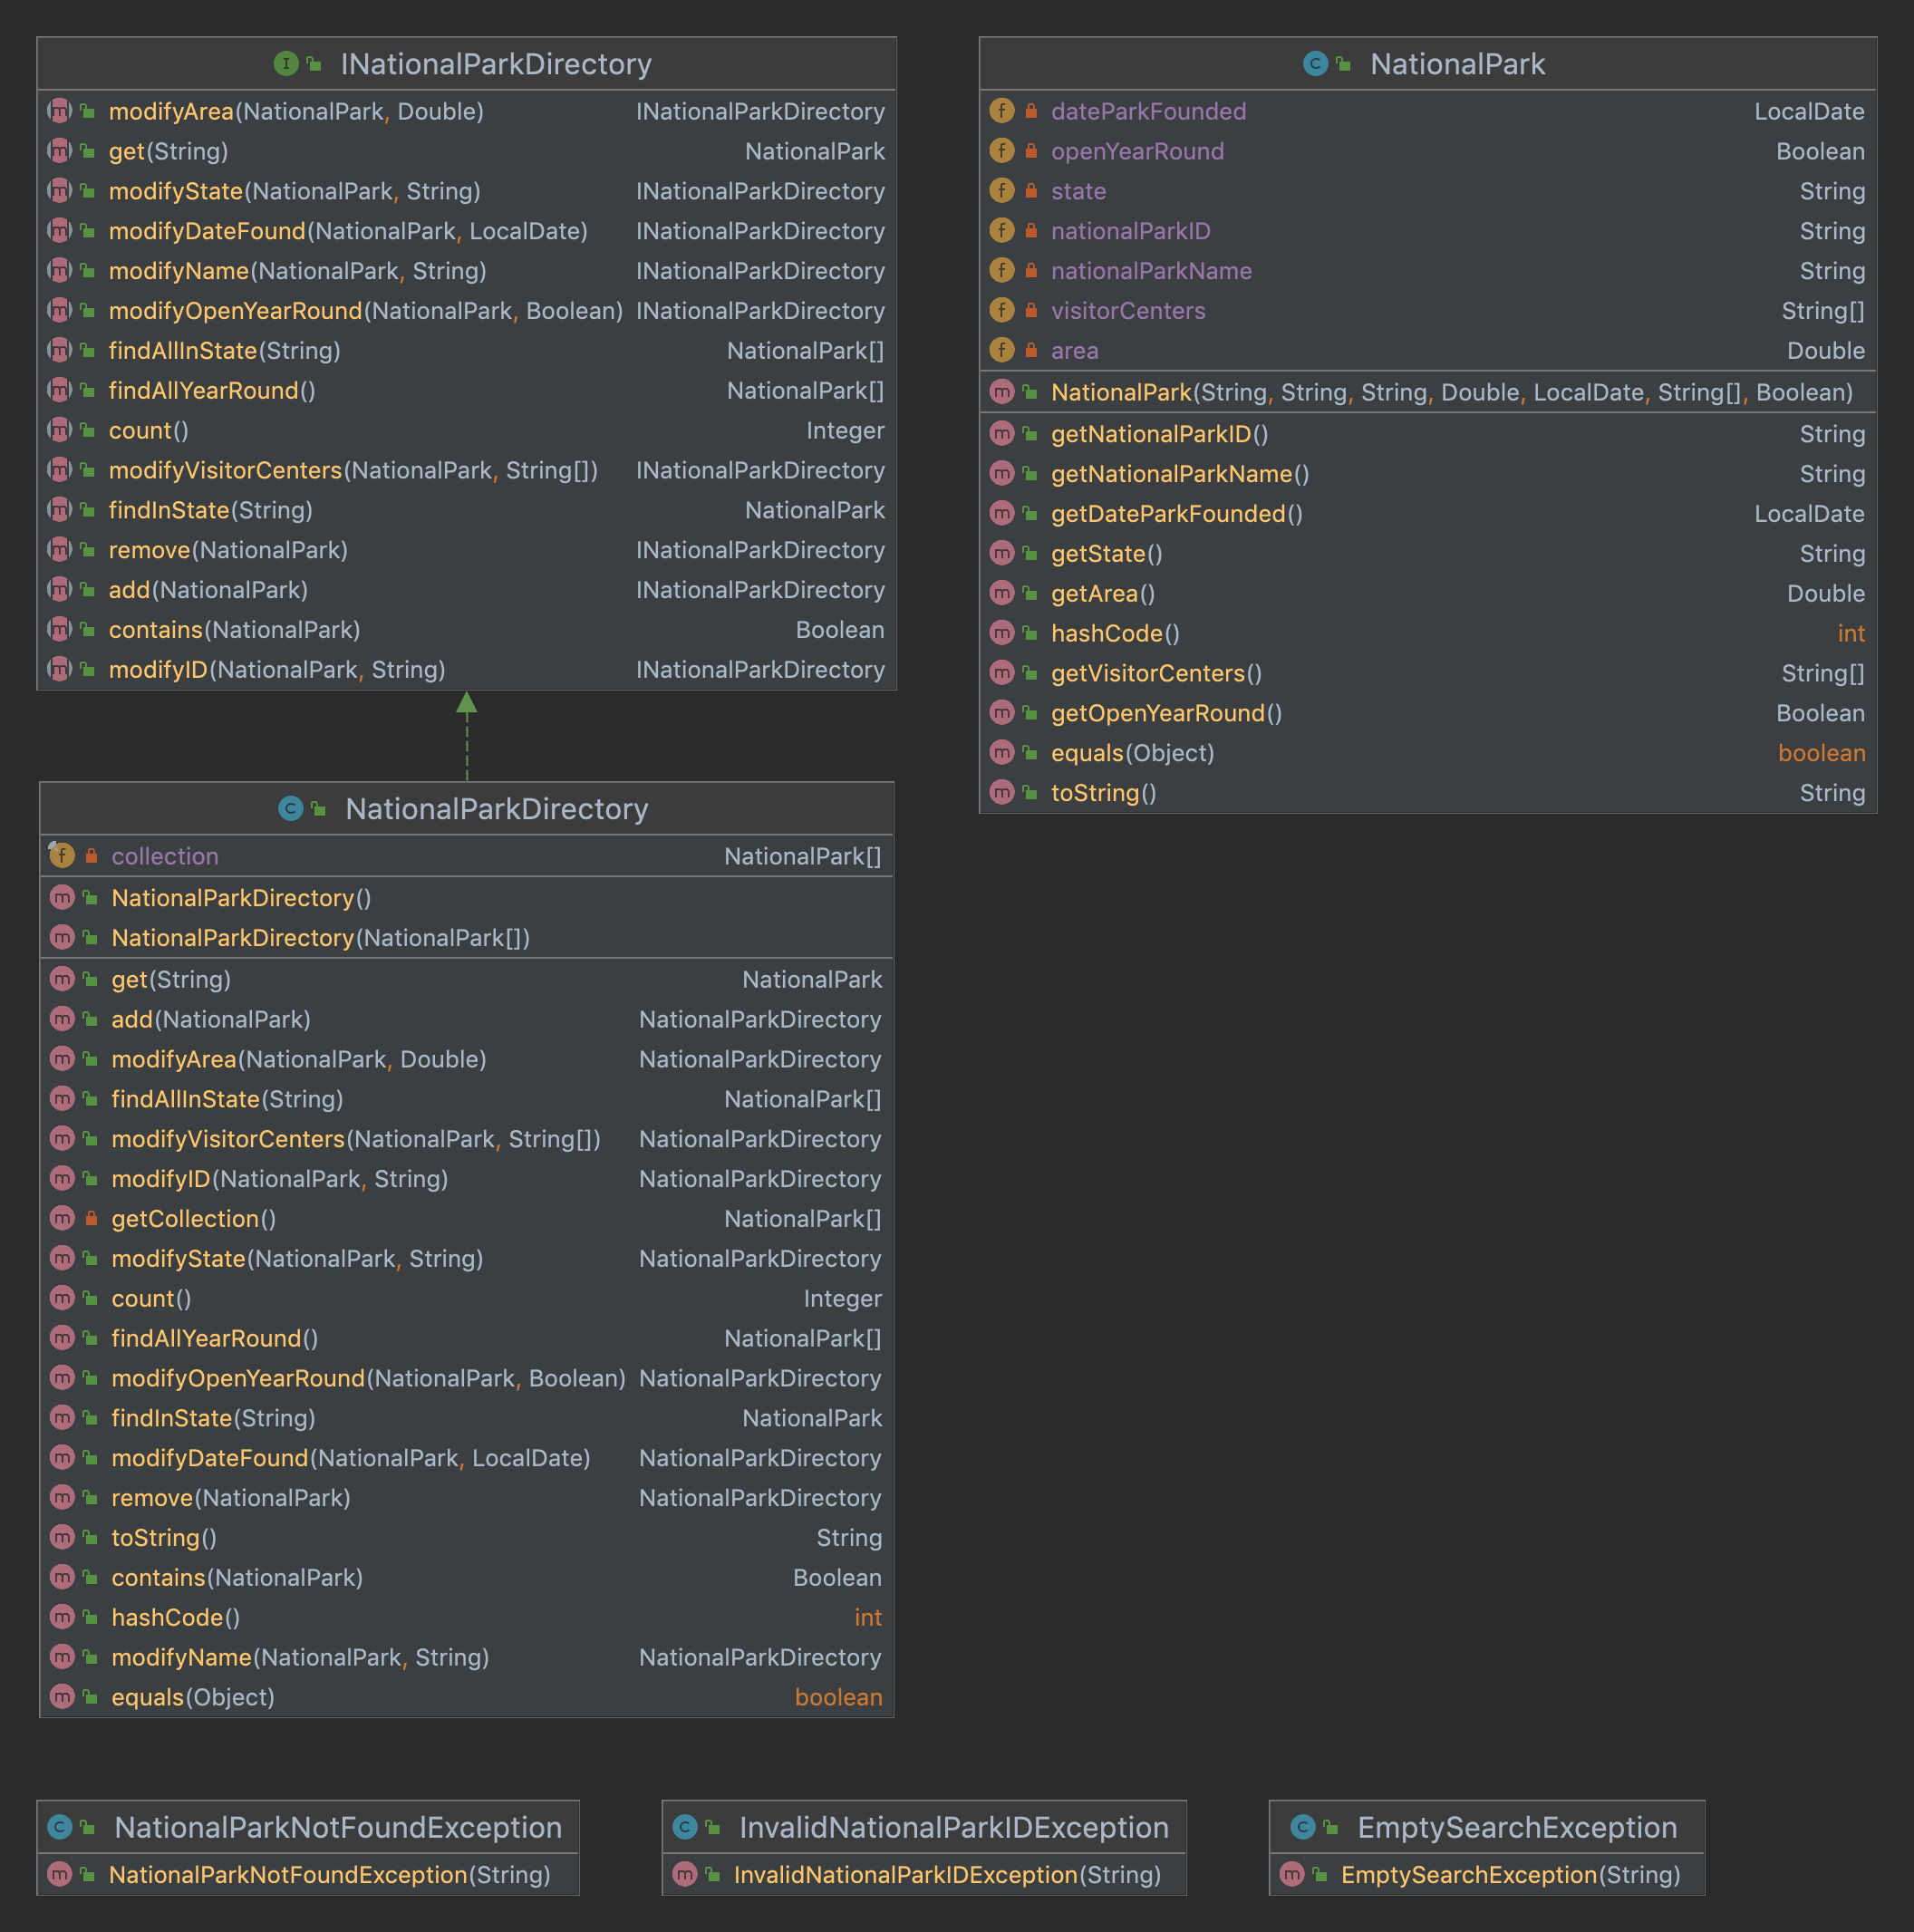 INationalParkDirectory
modifyArea(NationalPark, Double) INationalParkDirectory
get(String) NationalPark
modifyState(NationalPark, String) INationalParkDirectory
modifyDateFound(NationalPark, LocalDate) INationalParkDirectory
modifyName(NationalPark, String) INationalParkDirectory
modifyOpenYearRound(NationalPark, Boolean) INationalParkDirectory
findAllInState(String) NationalPark[]
findAllYearRound() NationalPark[]
count() Integer
modifyVisitorCenters(NationalPark, String[]) INationalParkDirectory
findInState(String) NationalPark
remove(NationalPark) INationalParkDirectory
add(NationalPark) INationalParkDirectory
contains(NationalPark) Boolean
modifyID(NationalPark, String) INationalParkDirectory
NationalPark
dateParkFounded LocalDate
openYearRound Boolean
state String
nationalParkID String
nationalParkName String
visitorCenters String[]
area Double
NationalPark(String, String, String, Double, LocalDate, String[], Boolean)
getNationalParkID() String
getNationalParkName() String
getDateParkFounded() LocalDate
getState() String
getArea() Double
hashCode() int
getVisitorCenters() String[]
getOpenYearRound() Boolean
equals(Object) boolean
toString() String
NationalParkDirectory
collection NationalPark[]
NationalParkDirectory()
NationalParkDirectory(NationalPark[])
get(String) NationalPark
add(NationalPark) NationalParkDirectory
modifyArea(NationalPark, Double) NationalParkDirectory
findAllInState(String) NationalPark[]
modifyVisitorCenters(NationalPark, String[]) NationalParkDirectory
modifyID(NationalPark, String) NationalParkDirectory
getCollection() NationalPark[]
modifyState(NationalPark, String) NationalParkDirectory
count() Integer
findAllYearRound() NationalPark[]
modifyOpenYearRound(NationalPark, Boolean) NationalParkDirectory
findInState(String) NationalPark
modifyDateFound(NationalPark, LocalDate) NationalParkDirectory
remove(NationalPark) NationalParkDirectory
toString() String
contains(NationalPark) Boolean
hashCode() int
modifyName(NationalPark, String) NationalParkDirectory
equals(Object) boolean
NationalParkNotFoundException
NationalParkNotFoundException(String)
InvalidNationalParkIDException
InvalidNationalParkIDException(String)
EmptySearchException
EmptySearchException(String)